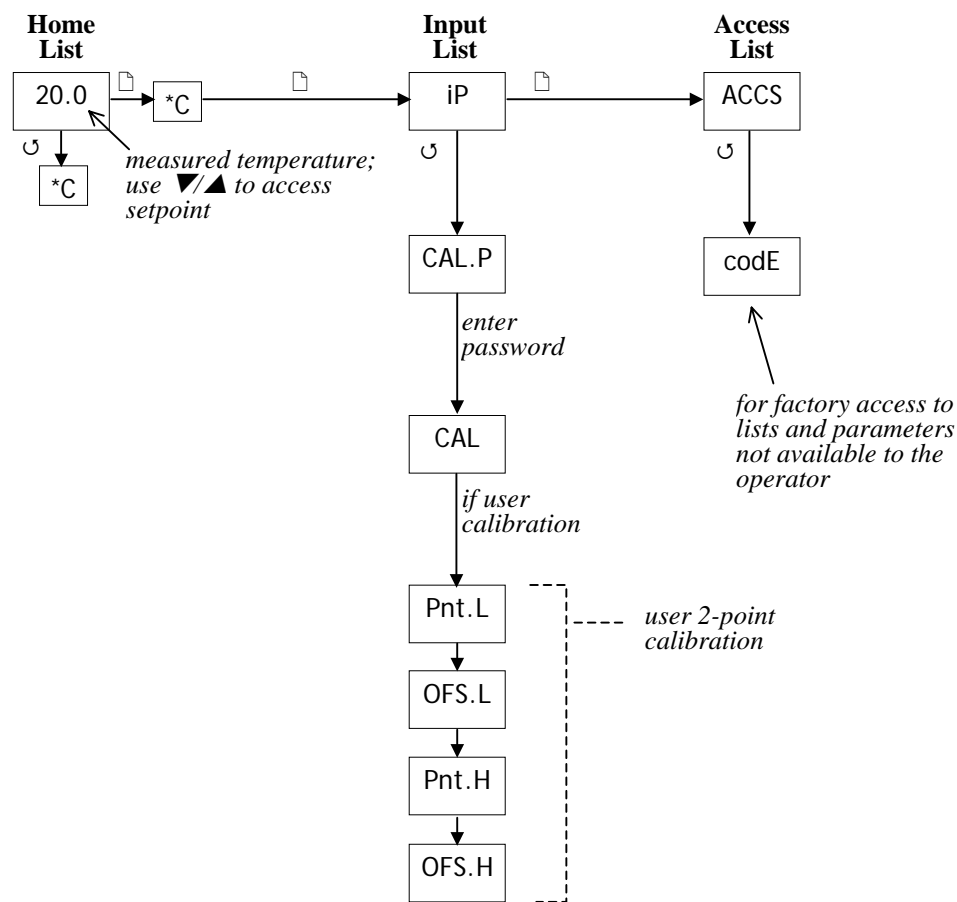 Home
List
Input
List
Access
List
20.0
*C
iP
ACCS
*C
measured temperature;
use ▼/▲ to access
setpoint
CAL.P
codE
enter
password
for factory access to
lists and parameters
not available to the
operator
CAL
if user
calibration
Pnt.L
user 2-point
calibration
OFS.L
Pnt.H
OFS.H